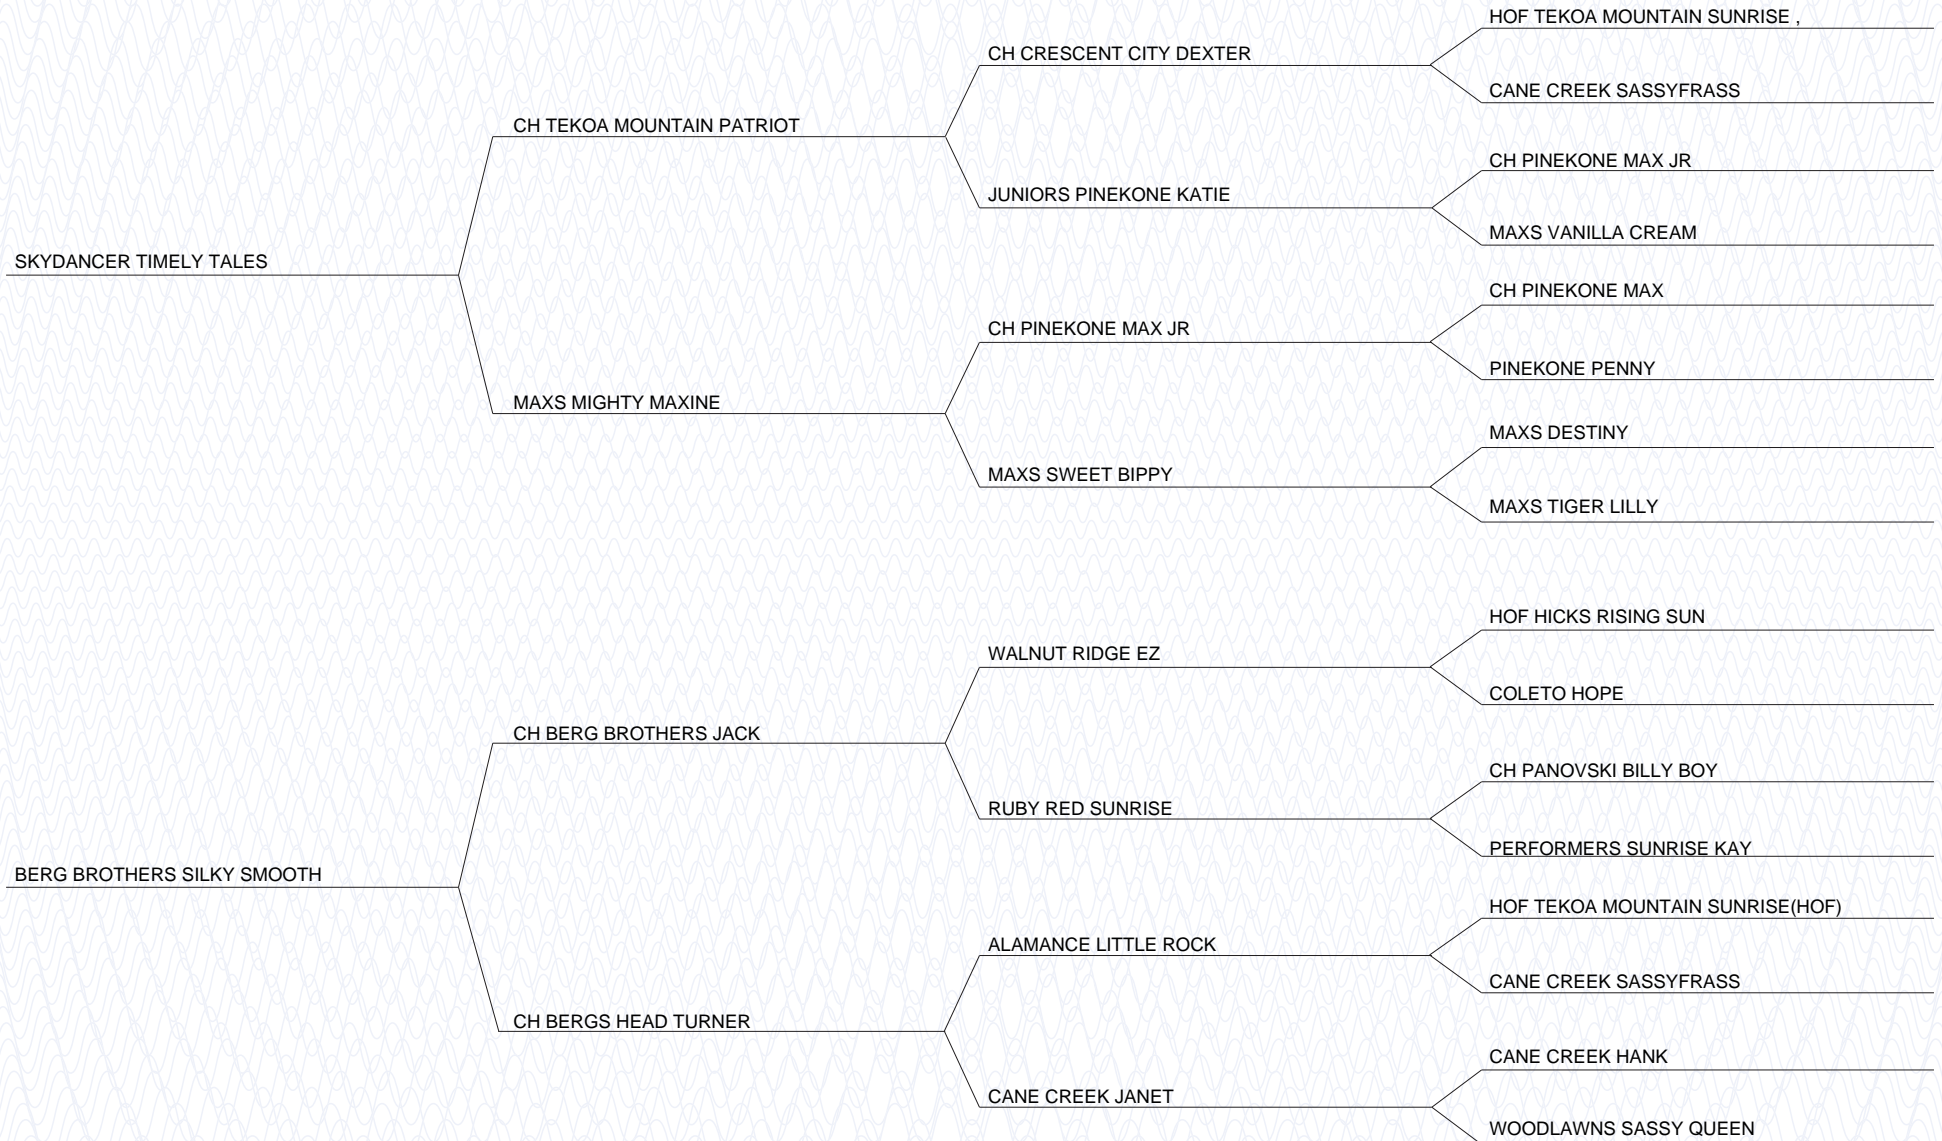 HOF TEKOA MOUNTAIN SUNRISE ,
CH CRESCENT CITY DEXTER
CANE CREEK SASSYFRASS
CH TEKOA MOUNTAIN PATRIOT
CH PINEKONE MAX JR
JUNIORS PINEKONE KATIE
MAXS VANILLA CREAM
SKYDANCER TIMELY TALES
CH PINEKONE MAX
CH PINEKONE MAX JR
PINEKONE PENNY
MAXS MIGHTY MAXINE
MAXS DESTINY
MAXS SWEET BIPPY
MAXS TIGER LILLY
HOF HICKS RISING SUN
WALNUT RIDGE EZ
COLETO HOPE
CH BERG BROTHERS JACK
CH PANOVSKI BILLY BOY
RUBY RED SUNRISE
PERFORMERS SUNRISE KAY
BERG BROTHERS SILKY SMOOTH
HOF TEKOA MOUNTAIN SUNRISE(HOF)
ALAMANCE LITTLE ROCK
CANE CREEK SASSYFRASS
CH BERGS HEAD TURNER
CANE CREEK HANK
CANE CREEK JANET
WOODLAWNS SASSY QUEEN